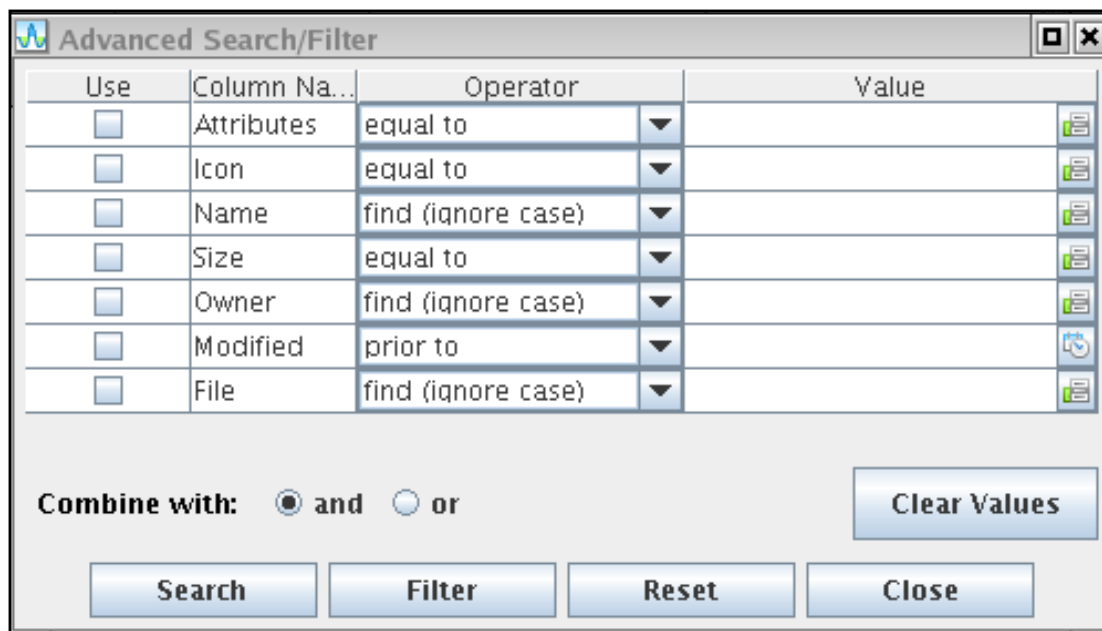 Advanced Search/Filter
Use Column Na... Operator Value
Attributes equal to
Icon equal to
Name find (ignore case)
Size equal to
Owner find (ignore case)
Modified prior to
File find (ignore case)
Combine with: and or
Clear Values
Search Filter Reset Close